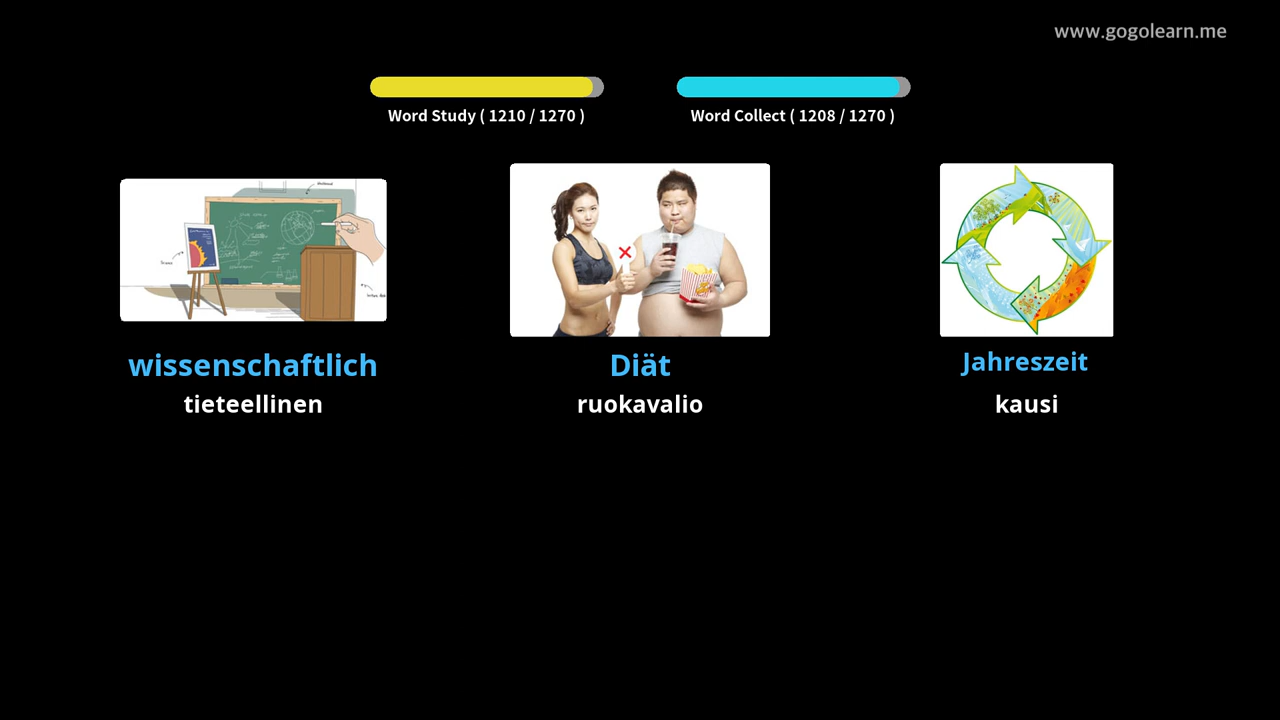 www.gogolearn.me
Word Study ( 1210 / 1270 )
Word Collect ( 1208 / 1270 )
wissenschaftlich
tieteellinen
Diät
ruokavalio
Jahreszeit
kausi